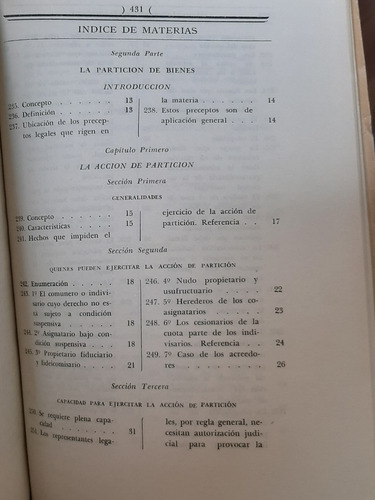 ) 431 (
INDICE DE MATERIAS
Segunda Parte
LA PARTICION DE BIENES
INTRODUCCION
235. Concepto . . . . . . 13
236. Definición . . . . . 13
237. Ubicación de los precep-
tos legales que rigen en
la materia . . . . . . 14
238. Estos preceptos son de
aplicación general . . . 14
Capítulo Primero
LA ACCION DE PARTICION
Sección Primera
GENERALIDADES
239. Concepto . . . . . . 15
240. Características . . . . 15
241. Hechos que impiden el
ejercicio de la acción de
partición. Referencia . . 17
Sección Segunda
QUIENES PUEDEN EJERCITAR LA ACCIÓN DE PARTICIÓN
242. Enumeración . . . . 18
243. 1º El comunero o indivi-
sario cuyo derecho no es-
tá sujeto a condición
suspensiva . . . . . . 18
244. 2º Asignatario bajo con-
dición suspensiva . . . 18
245. 3º Propietario fiduciario
y fideicomisario . . . . 21
246. 4º Nudo propietario y
usufructuario . . . . 22
247. 5º Herederos de los co-
asignatarios . . . . . 23
248. 6º Los cesionarios de la
cuota parte de los indi-
visarios. Referencia . . 24
249. 7º Caso de los acreedo-
res . . . . . . . . 26
Sección Tercera
CAPACIDAD PARA EJERCITAR LA ACCIÓN DE PARTICIÓN
250. Se requiere plena capa-
cidad . . . . . . . 31
251. Los representantes lega-
les, por regla general, ne-
cesitan autorización judi-
cial para provocar la